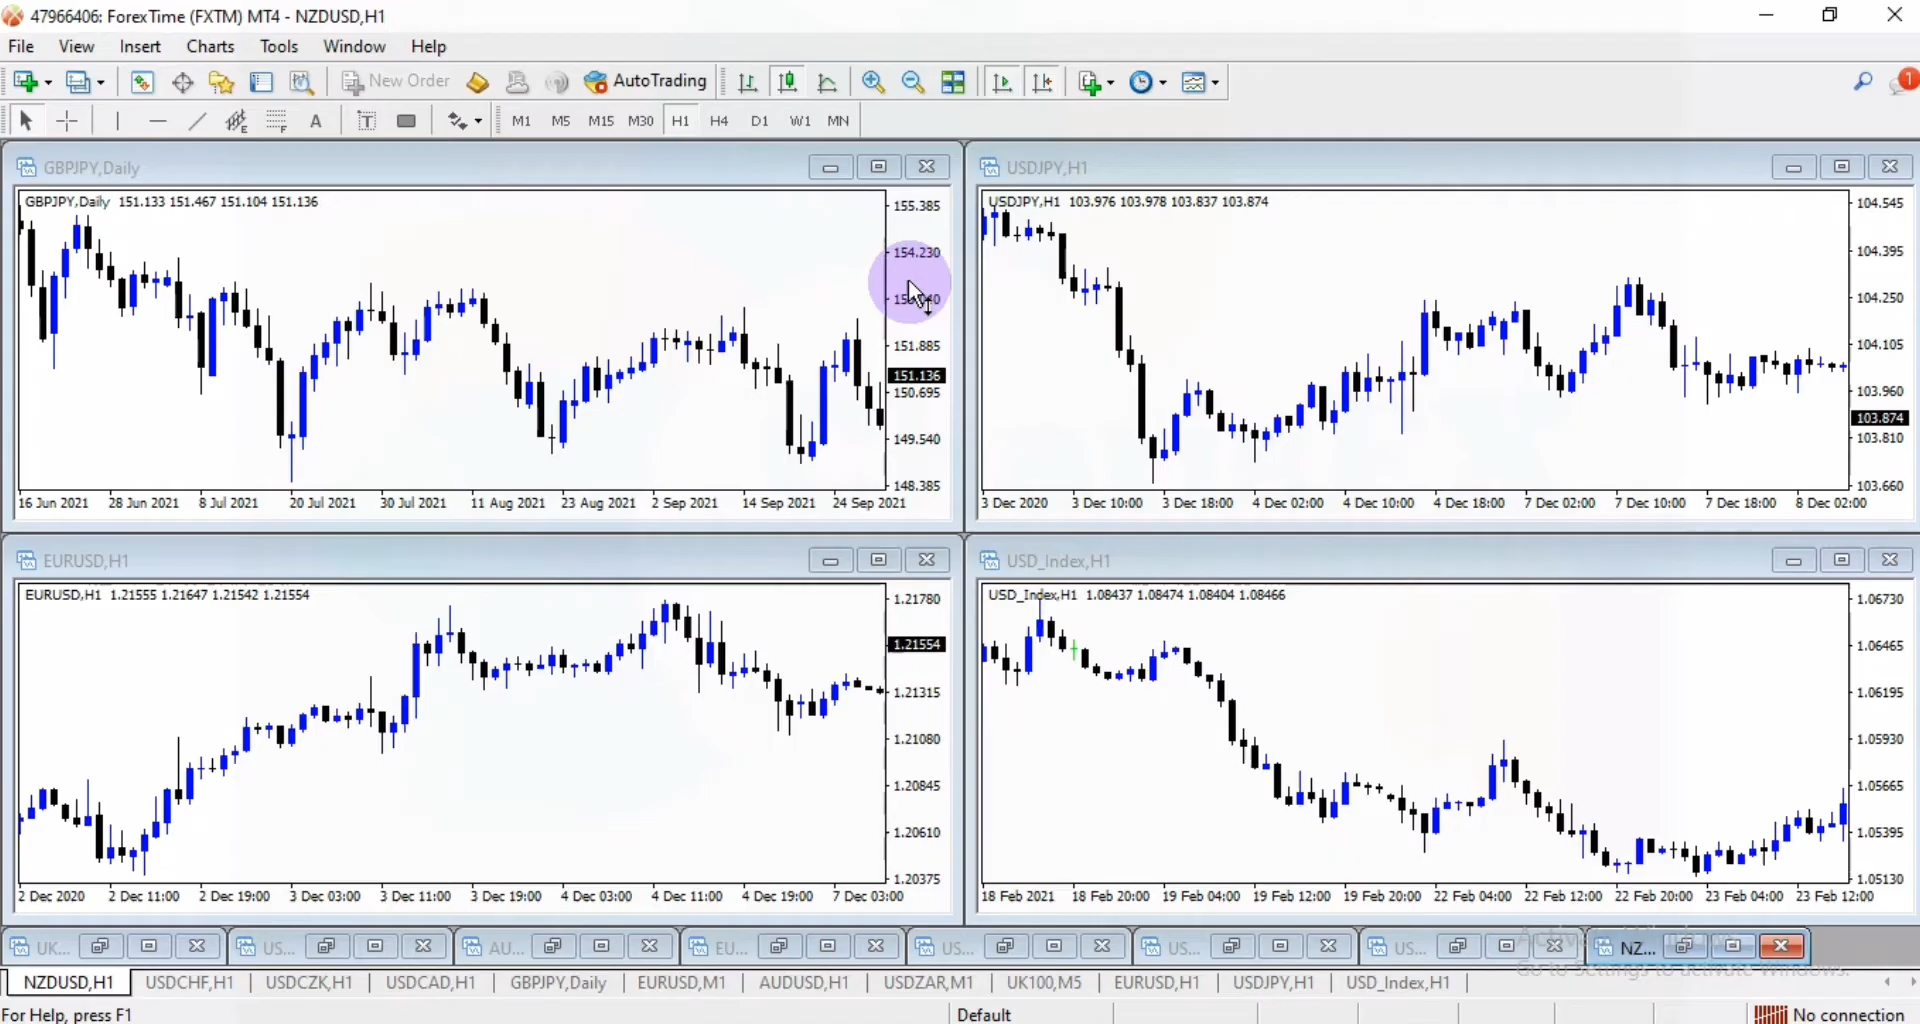 47966406: ForexTime (FXTM) MT4 - NZDUSD,H1
File View Insert Charts Tools Window Help
New Order AutoTrading 1
E F A T M1 M5 M15 M30 H1 H4 D1 W1 MN
GBPJPY,Daily
GBPJPY,Daily 151.133 151.467 151.104 151.136
155.385
154.230
151.885
151.136
150.695
149.540
148.385
16 Jun 2021 28 Jun 2021 8 Jul 2021 20 Jul 2021 30 Jul 2021 11 Aug 2021 23 Aug 2021 2 Sep 2021 14 Sep 2021 24 Sep 2021
USDJPY,H1
USDJPY,H1 103.976 103.978 103.837 103.874
104.545
104.395
104.250
104.105
103.960
103.874
103.810
103.660
3 Dec 2020 3 Dec 10:00 3 Dec 18:00 4 Dec 02:00 4 Dec 10:00 4 Dec 18:00 7 Dec 02:00 7 Dec 10:00 7 Dec 18:00 8 Dec 02:00
EURUSD,H1
EURUSD,H1 1.21555 1.21647 1.21542 1.21554
1.21780
1.21554
1.21315
1.21080
1.20845
1.20610
1.20375
2 Dec 2020 2 Dec 11:00 2 Dec 19:00 3 Dec 03:00 3 Dec 11:00 3 Dec 19:00 4 Dec 03:00 4 Dec 11:00 4 Dec 19:00 7 Dec 03:00
USD_Index,H1
USD_Index,H1 1.08437 1.08474 1.08404 1.08466
1.06730
1.06465
1.06195
1.05930
1.05665
1.05395
1.05130
18 Feb 2021 18 Feb 20:00 19 Feb 04:00 19 Feb 12:00 19 Feb 20:00 22 Feb 04:00 22 Feb 12:00 22 Feb 20:00 23 Feb 04:00 23 Feb 12:00
UK... US... AU... EU... US... US... US... NZ...
Go to Settings to activate Windows.
NZDUSD,H1 USDCHF,H1 USDCZK,H1 USDCAD,H1 GBPJPY,Daily EURUSD,M1 AUDUSD,H1 USDZAR,M1 UK100,M5 EURUSD,H1 USDJPY,H1 USD_Index,H1
For Help, press F1 Default No connection